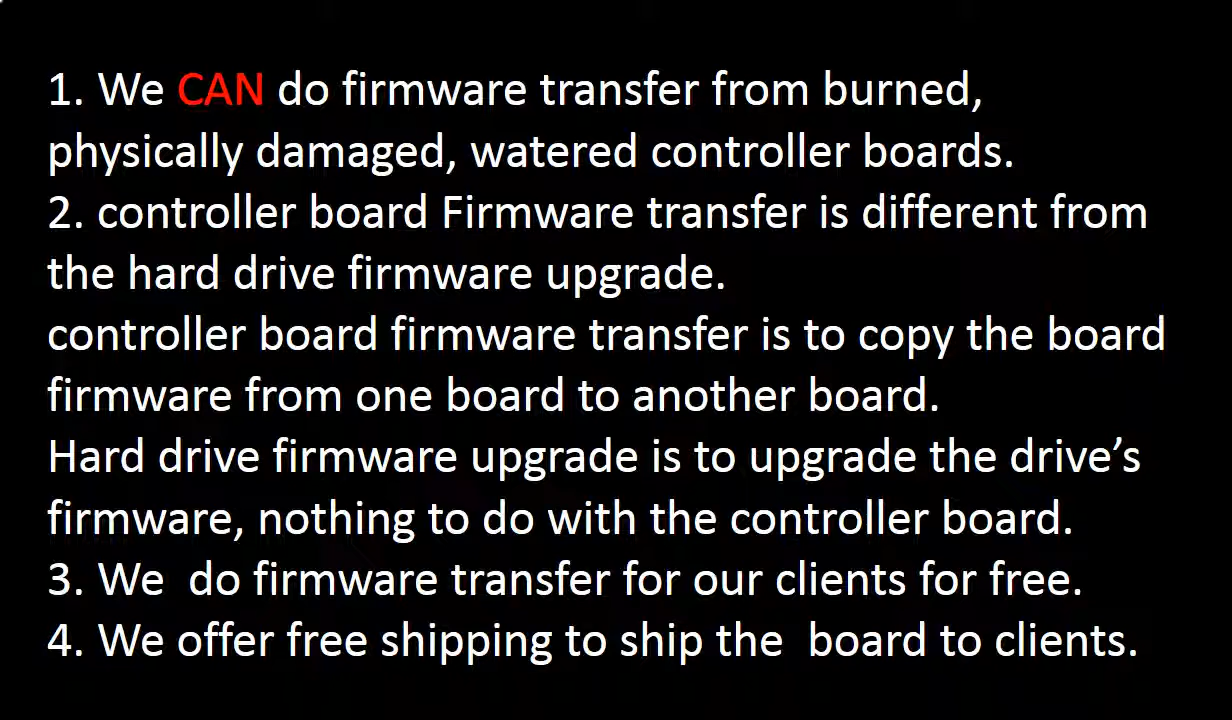 1. We CAN do firmware transfer from burned,
physically damaged, watered controller boards.
2. controller board Firmware transfer is different from
the hard drive firmware upgrade.
controller board firmware transfer is to copy the board
firmware from one board to another board.
Hard drive firmware upgrade is to upgrade the drive’s
firmware, nothing to do with the controller board.
3. We  do firmware transfer for our clients for free.
4. We offer free shipping to ship the  board to clients.